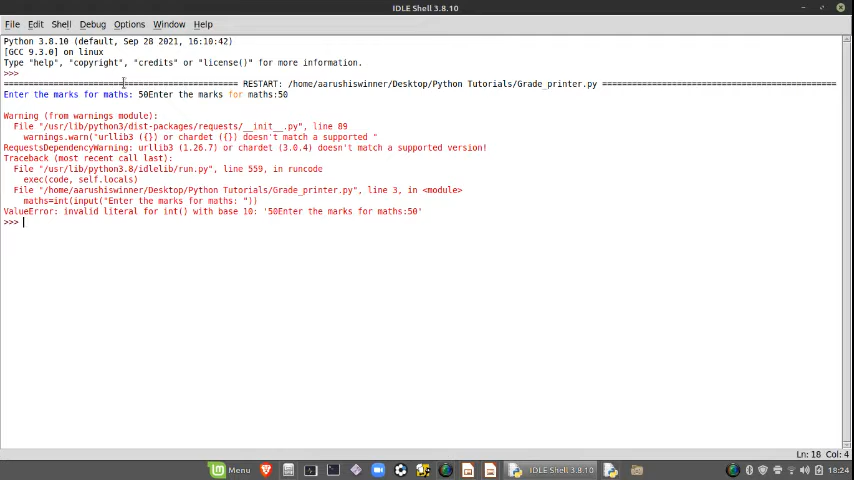 IDLE Shell 3.8.10
File Edit Shell Debug Options Window Help
Python 3.8.10 (default, Sep 28 2021, 16:10:42)
[GCC 9.3.0] on linux
Type "help", "copyright", "credits" or "license()" for more information.
>>>
=============================================== RESTART: /home/aarushiswinner/Desktop/Python Tutorials/Grade_printer.py ===============================================
Enter the marks for maths: 50Enter the marks for maths:50
Warning (from warnings module):
File "/usr/lib/python3/dist-packages/requests/__init__.py", line 89
warnings.warn("urllib3 ({}) or chardet ({}) doesn't match a supported "
RequestsDependencyWarning: urllib3 (1.26.7) or chardet (3.0.4) doesn't match a supported version!
Traceback (most recent call last):
File "/usr/lib/python3.8/idlelib/run.py", line 559, in runcode
exec(code, self.locals)
File "/home/aarushiswinner/Desktop/Python Tutorials/Grade_printer.py", line 3, in <module>
maths=int(input("Enter the marks for maths: "))
ValueError: invalid literal for int() with base 10: '50Enter the marks for maths:50'
>>>
Ln: 18 Col: 4
Menu IDLE Shell 3.8.10 18:24